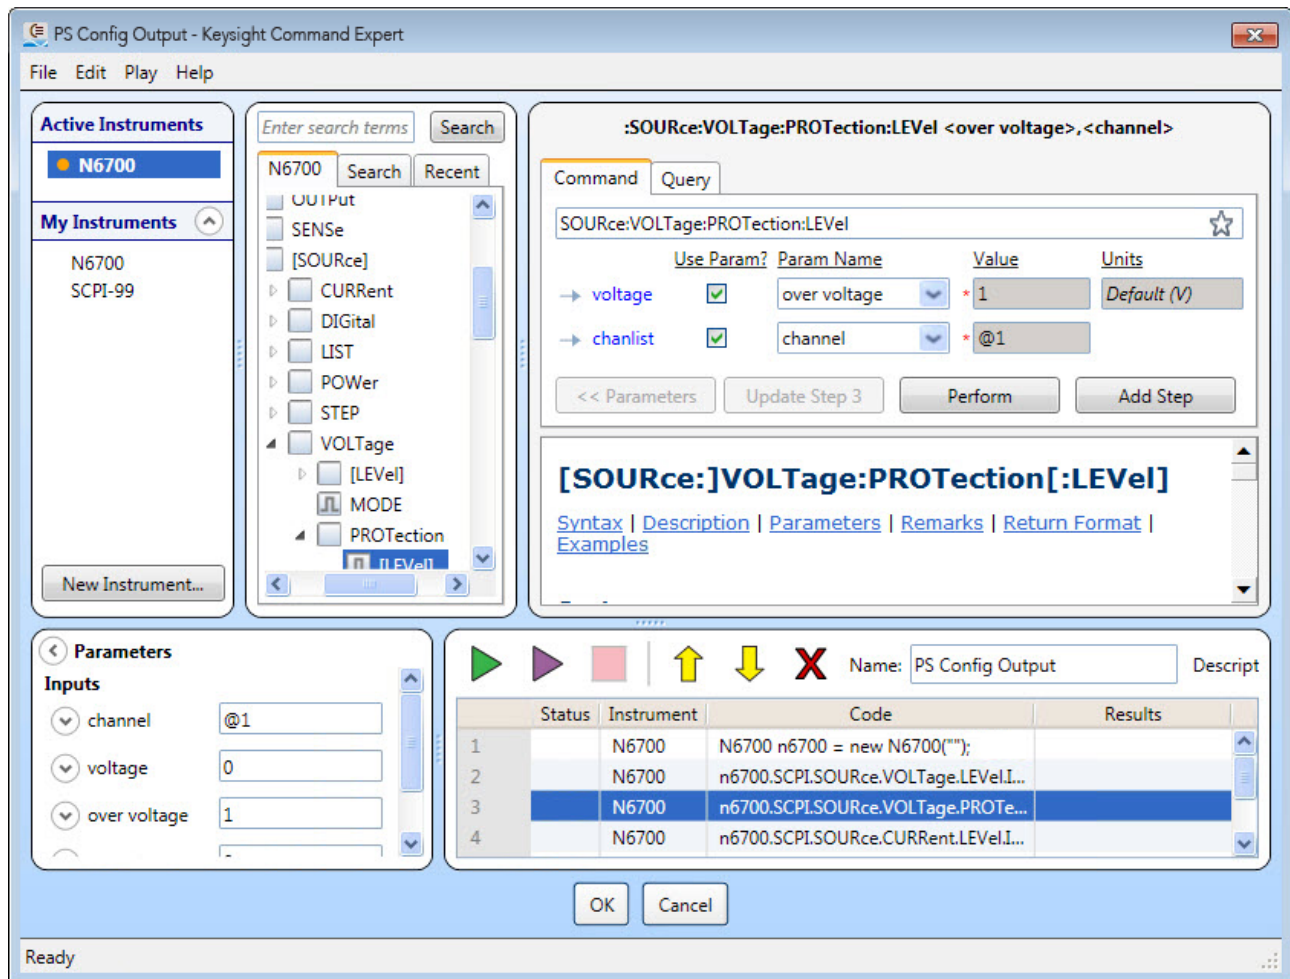 PS Config Output - Keysight Command Expert
File Edit Play Help
Active Instruments
N6700
My Instruments
N6700
SCPI-99
New Instrument...
Enter search terms Search
N6700 Search Recent
OUTPut
SENSe
[SOURce]
CURRent
DIGital
LIST
POWer
STEP
VOLTage
[LEVel]
MODE
PROTection
[LEVel]
:SOURce:VOLTage:PROTection:LEVel <over voltage>,<channel>
Command Query
SOURce:VOLTage:PROTection:LEVel
Use Param? Param Name Value Units
voltage over voltage * 1 Default (V)
chanlist channel * @1
<< Parameters Update Step 3 Perform Add Step
[SOURce:]VOLTage:PROTection[:LEVel]
Syntax | Description | Parameters | Remarks | Return Format |
Examples
Parameters
Inputs
channel @1
voltage 0
over voltage 1
Name: PS Config Output Descript
Status Instrument Code Results
1 N6700 N6700 n6700 = new N6700("");
2 N6700 n6700.SCPI.SOURce.VOLTage.LEVel.I...
3 N6700 n6700.SCPI.SOURce.VOLTage.PROTe...
4 N6700 n6700.SCPI.SOURce.CURRent.LEVel.I...
OK Cancel
Ready